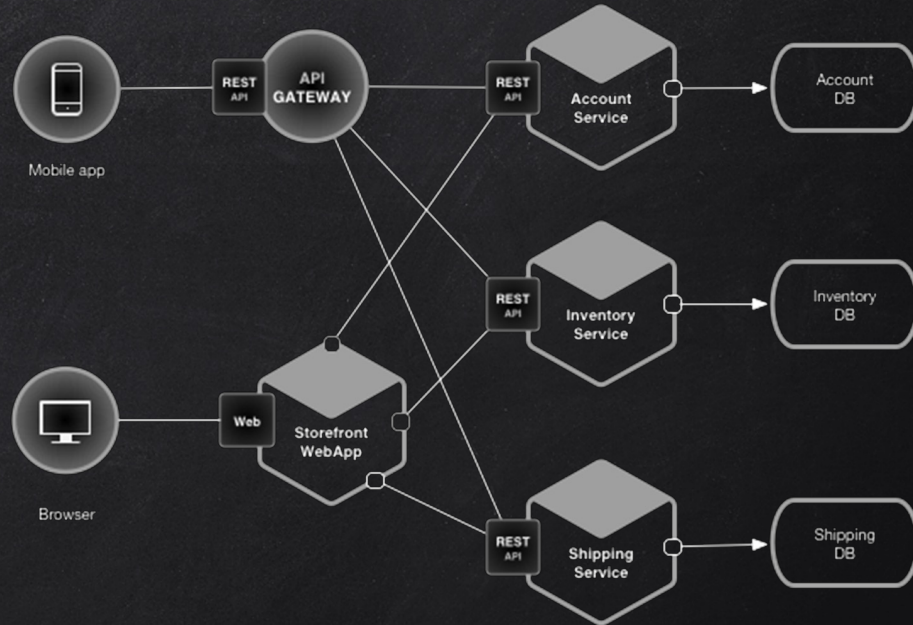 REST
API
API
GATEWAY
Mobile app
REST
API
Account
Service
Account
DB
REST
API
Inventory
Service
Inventory
DB
Web
Storefront
WebApp
Browser
REST
API
Shipping
Service
Shipping
DB